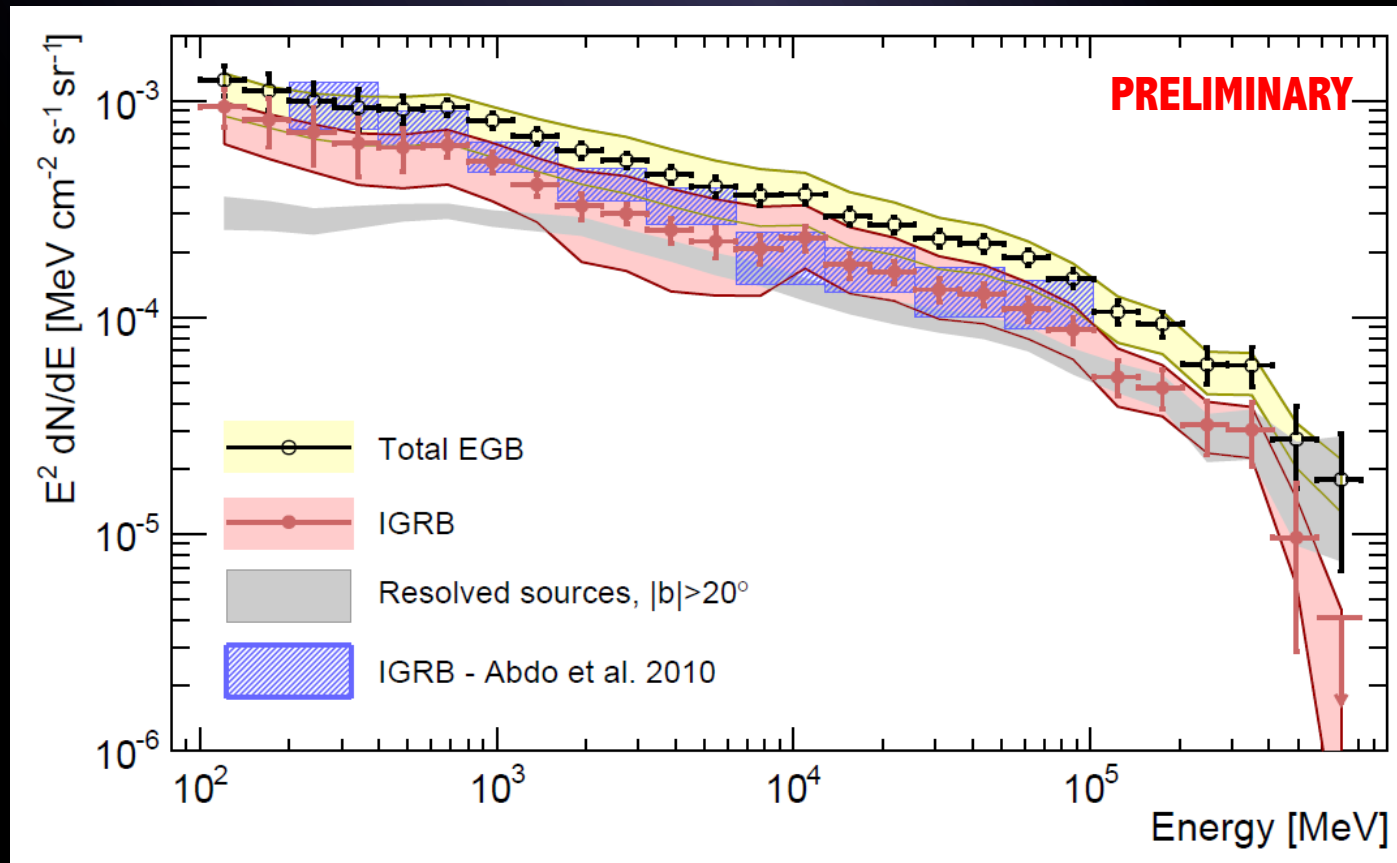 PRELIMINARY
E² dN/dE [MeV cm⁻² s⁻¹ sr⁻¹]
10⁻³
10⁻⁴
10⁻⁵
10⁻⁶
Total EGB
IGRB
Resolved sources, |b|>20°
IGRB - Abdo et al. 2010
10² 10³ 10⁴ 10⁵
Energy [MeV]